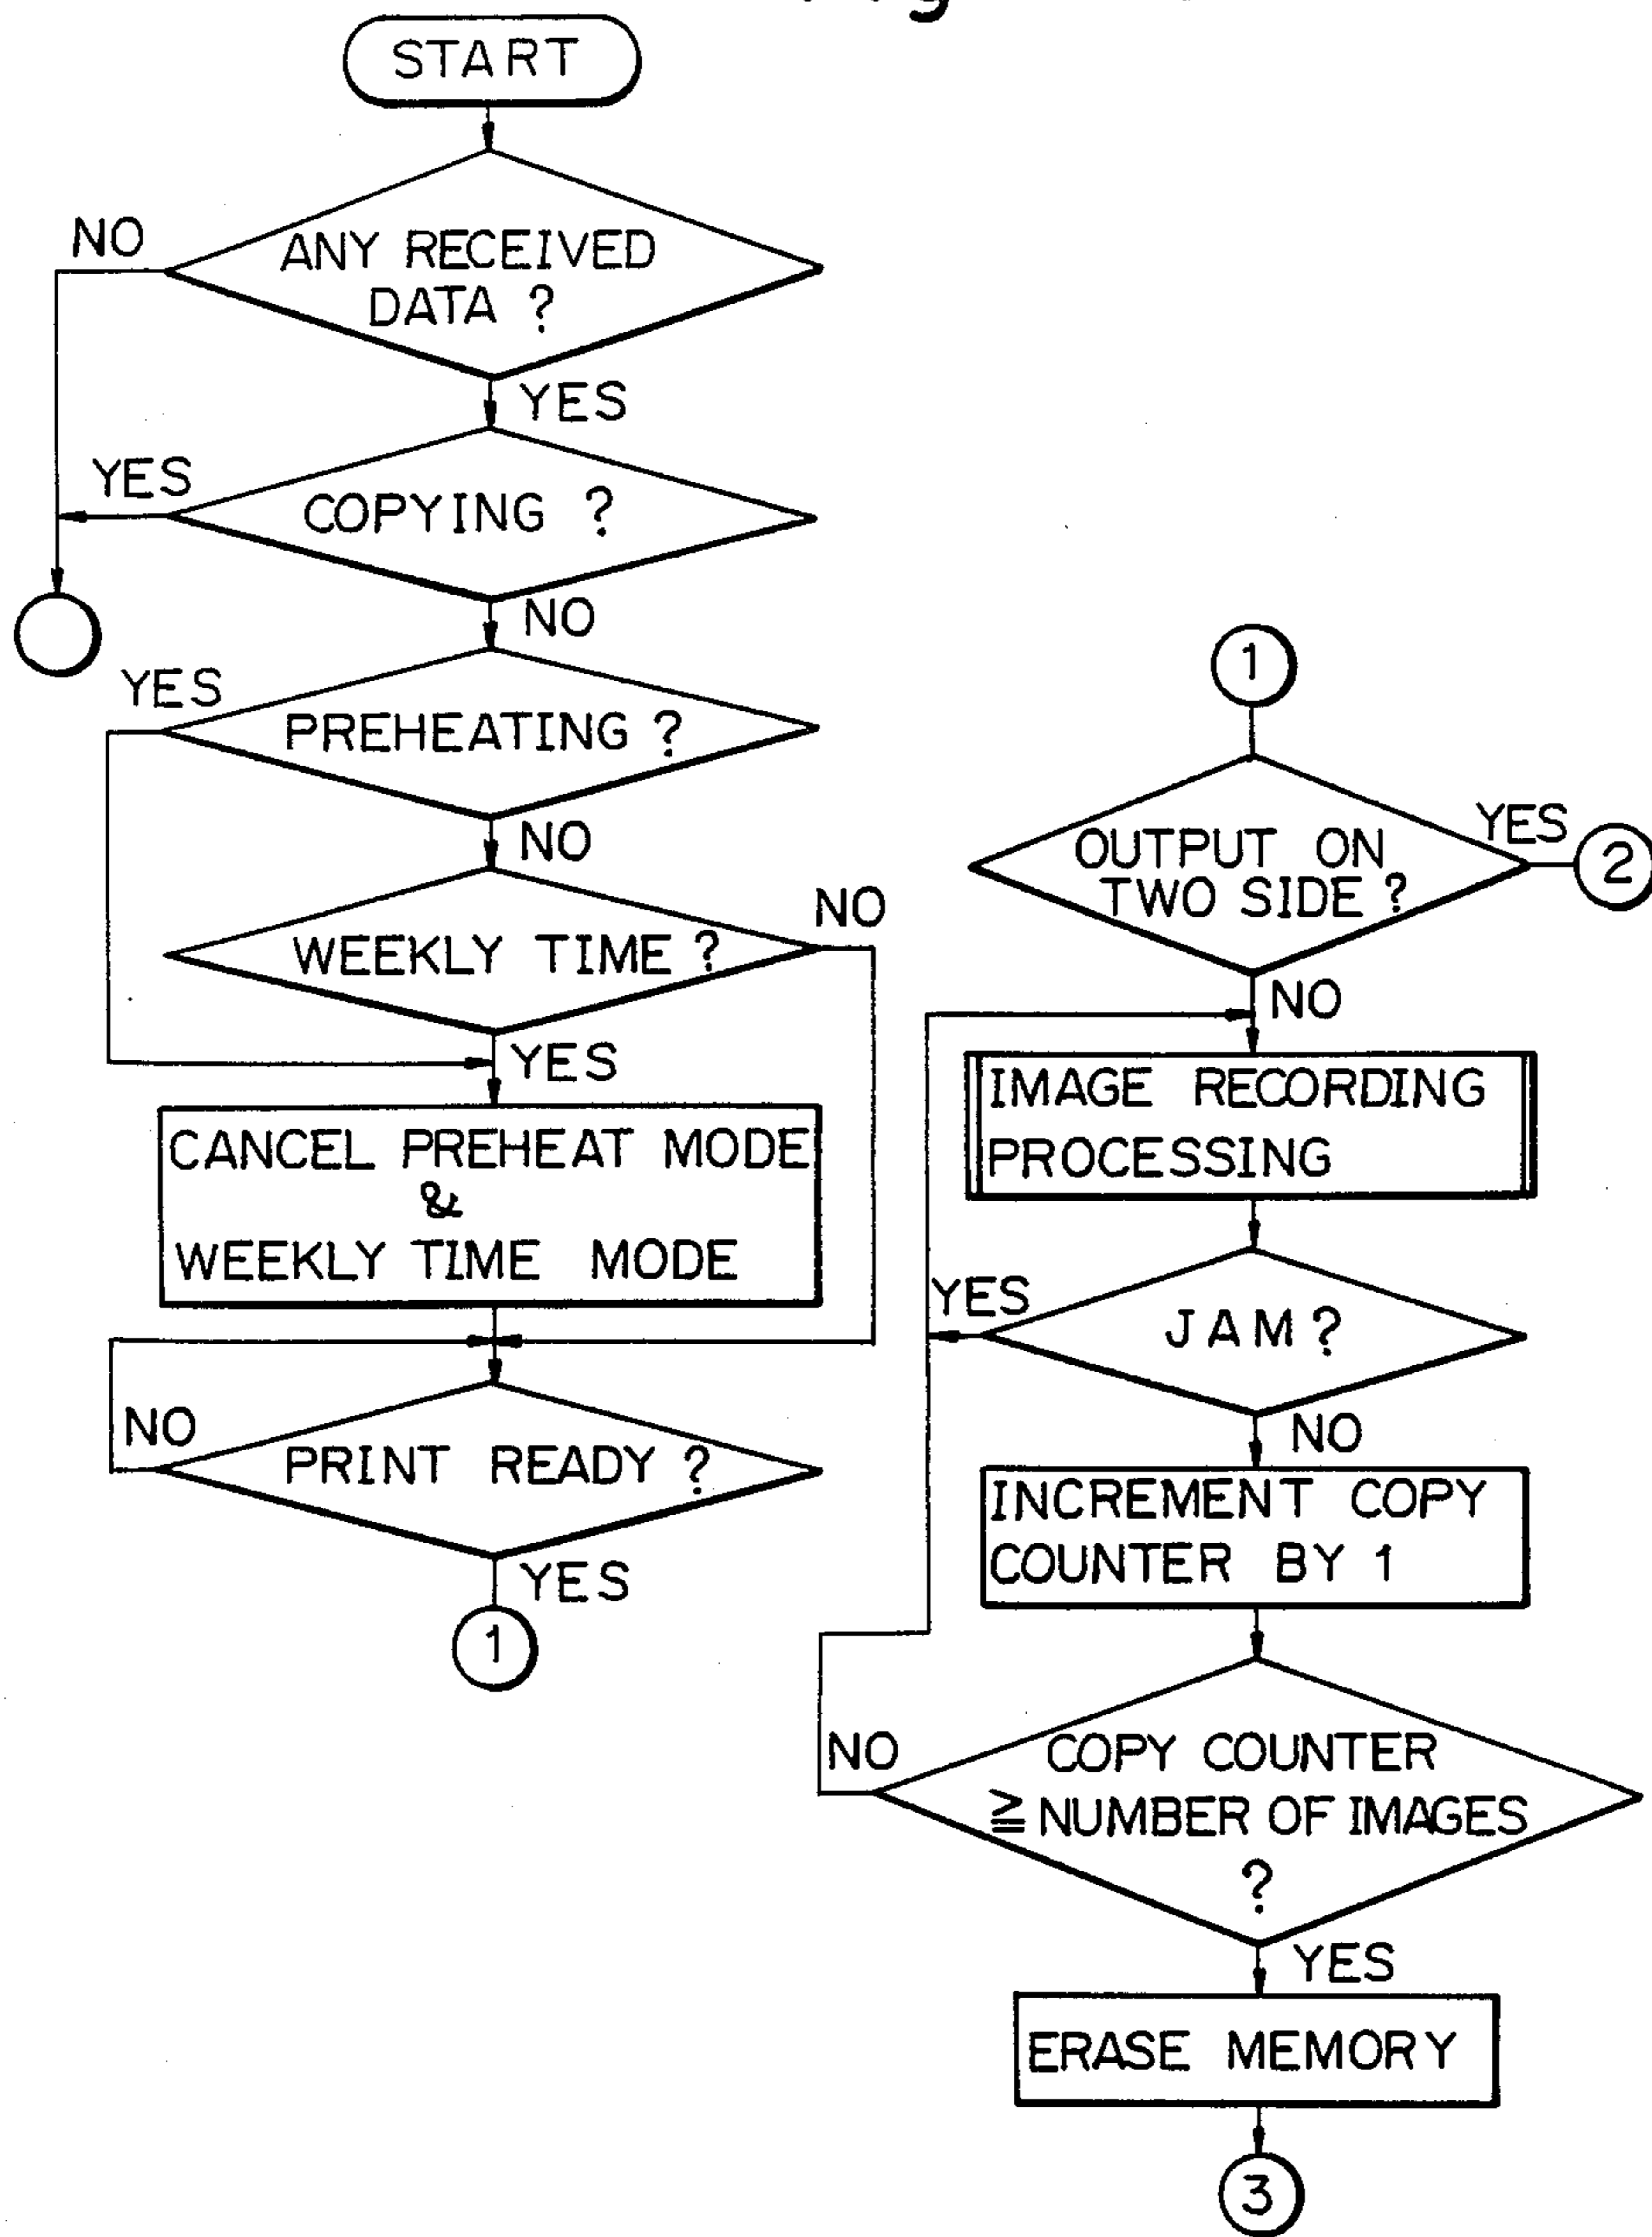 START
NO
ANY RECEIVED
DATA ?
YES
YES
COPYING ?
NO
YES
PREHEATING ?
NO
NO
WEEKLY TIME ?
YES
CANCEL PREHEAT MODE
&
WEEKLY TIME MODE
NO
PRINT READY ?
YES
1
1
YES
OUTPUT ON
TWO SIDE ?
2
NO
IMAGE RECORDING
PROCESSING
YES
JAM ?
NO
INCREMENT COPY
COUNTER BY 1
NO
COPY COUNTER
≧ NUMBER OF IMAGES
?
YES
ERASE MEMORY
3